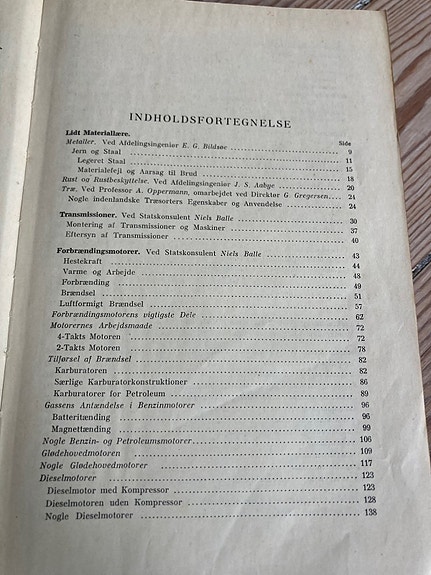 INDHOLDSFORTEGNELSE
Lidt Materiallære. Side
Metaller. Ved Afdelingsingeniør E. G. Bildsøe 9
Jern og Staal 11
Legeret Staal 15
Materialefejl og Aarsag til Brud 18
Rust og Rustbeskyttelse. Ved Afdelingsingeniør J. S. Aabye 20
Træ. Ved Professor A. Oppermann, omarbejdet ved Direktør G. Gregersen 24
Nogle indenlandske Træsorters Egenskaber og Anvendelse 24
Transmissioner. Ved Statskonsulent Niels Balle 30
Montering af Transmissioner og Maskiner 37
Eftersyn af Transmissioner 40
Forbrændingsmotorer. Ved Statskonsulent Niels Balle 43
Hestekraft 44
Varme og Arbejde 48
Forbrænding 49
Brændsel 51
Luftformigt Brændsel 57
Forbrændingsmotorens vigtigste Dele 62
Motorernes Arbejdsmaade 72
4-Takts Motoren 72
2-Takts Motoren 78
Tilførsel af Brændsel 82
Karburatoren 82
Særlige Karburatorkonstruktioner 86
Karburatorer for Petroleum 89
Gassens Antændelse i Benzinmotorer 96
Batteritænding 96
Magnettænding 99
Nogle Benzin- og Petroleumsmotorer 106
Glødehovedmotoren 109
Nogle Glødehovedmotorer 117
Dieselmotorer 123
Dieselmotor med Kompressor 123
Dieselmotoren uden Kompressor 128
Nogle Dieselmotorer 138